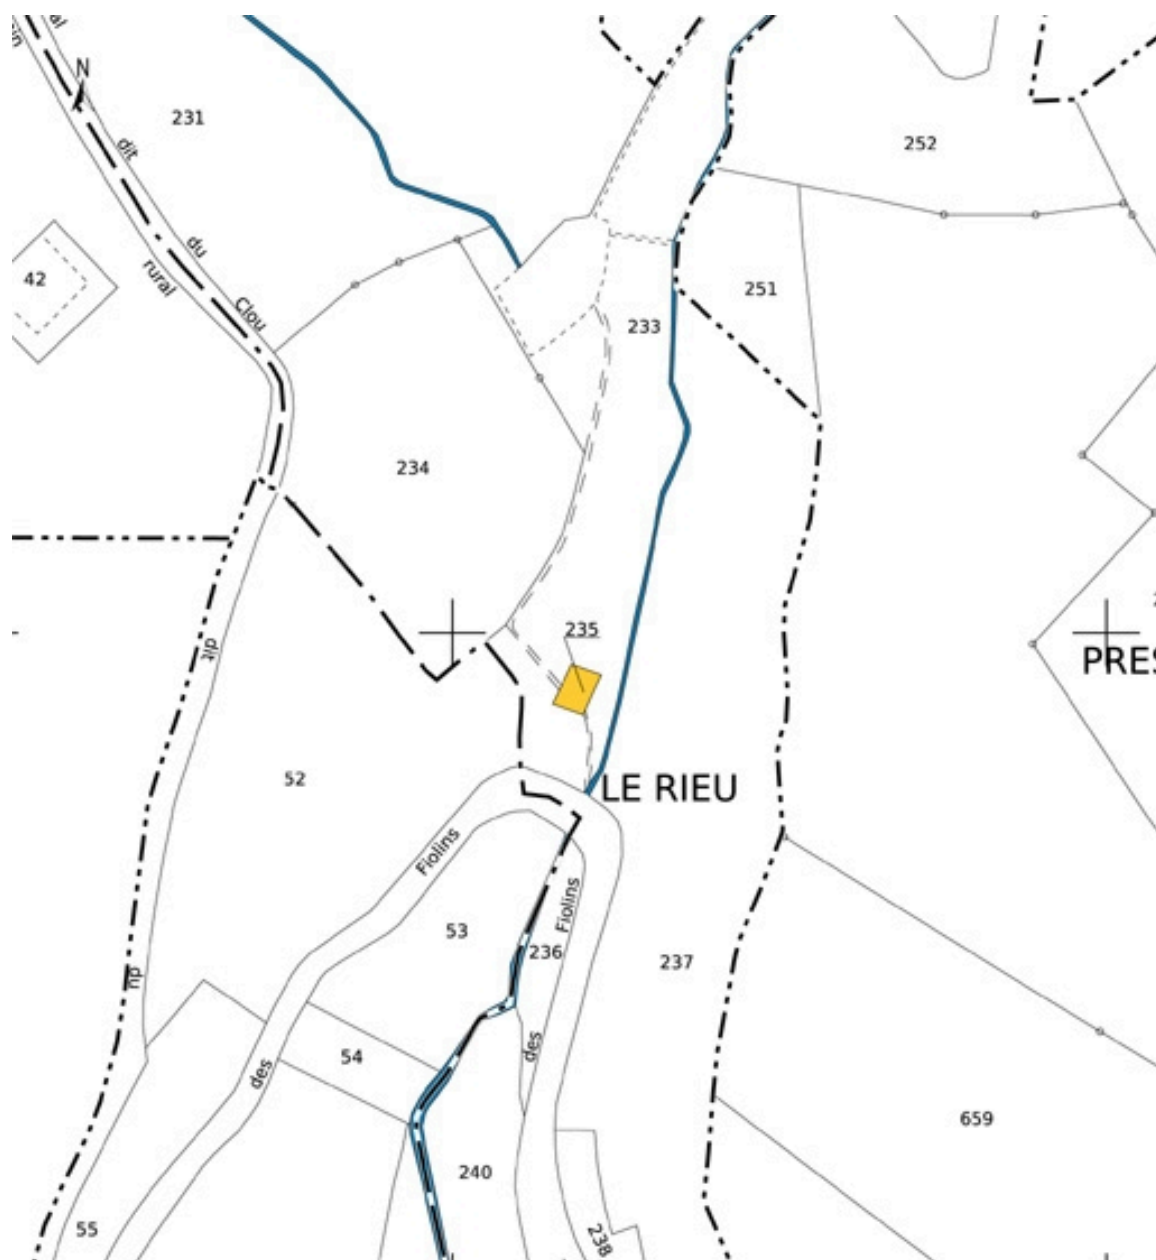 N
231
dit
252
du
rural
42
Clou
251
233
234
235
dit
PRES
52
LE RIEU
Fiolins
Fiolins
53
236
237
du
54
des
des
659
240
55
238